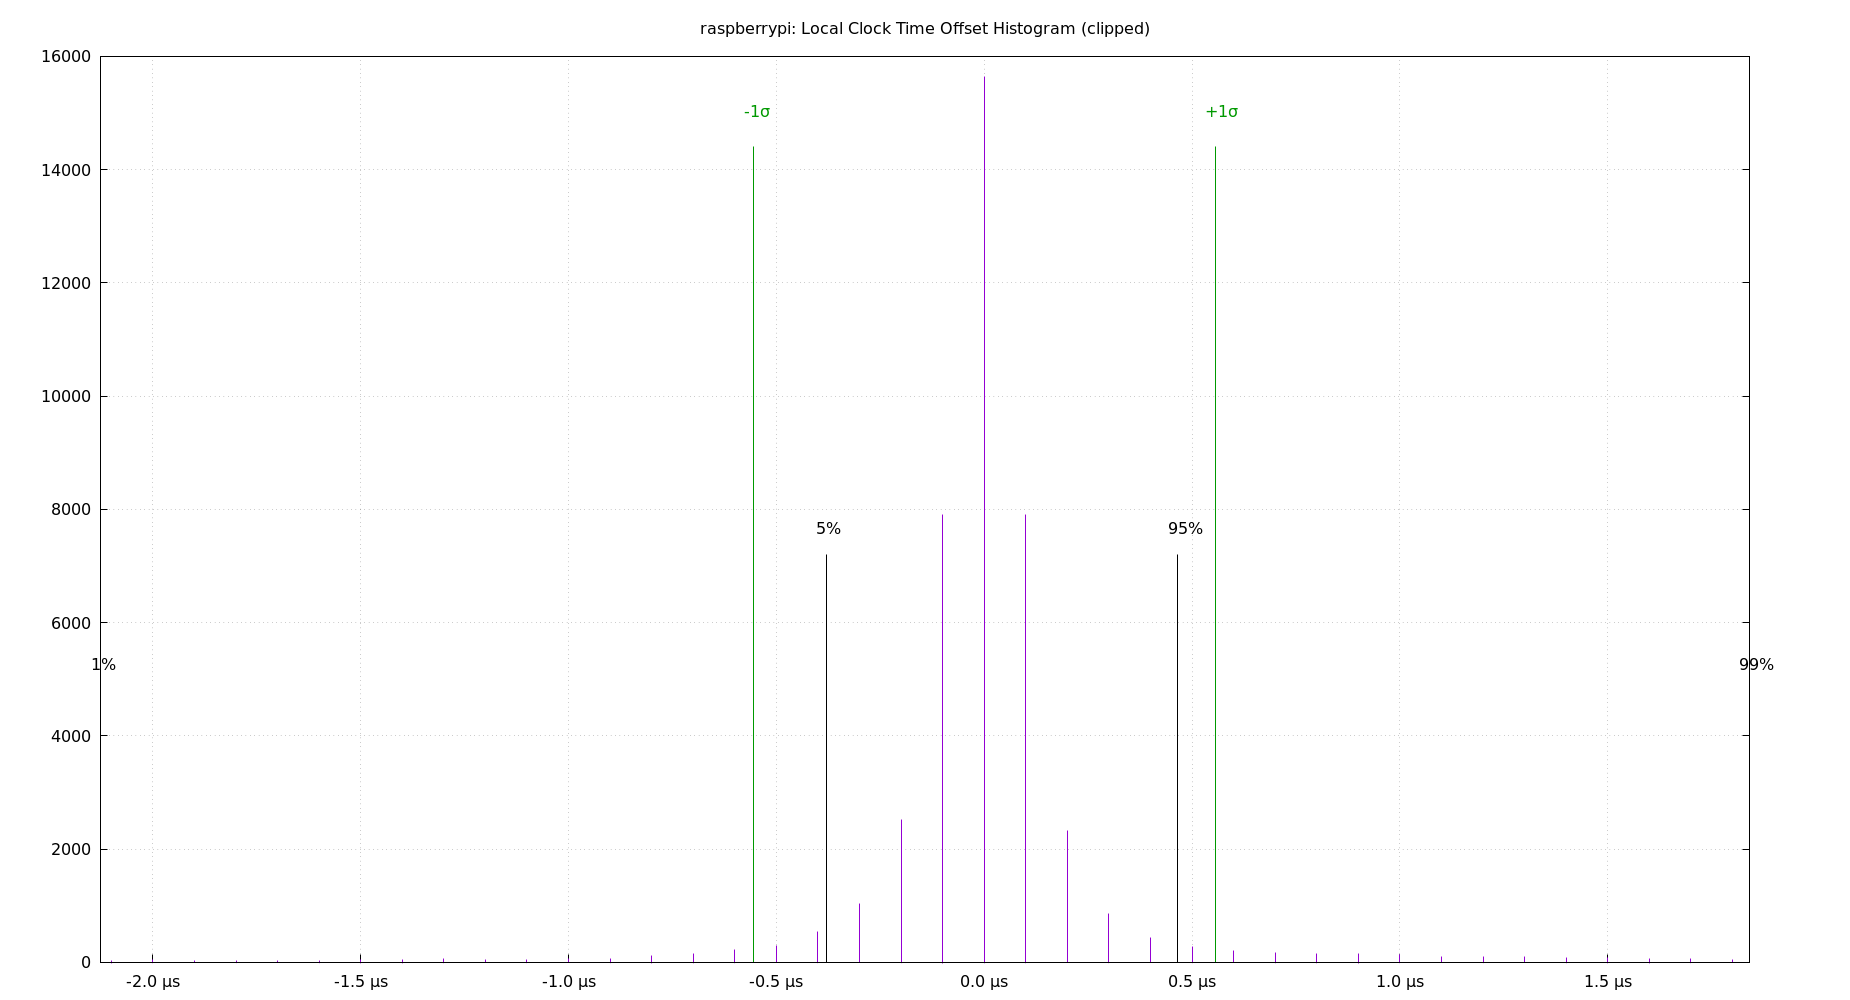 raspberrypi: Local Clock Time Offset Histogram (clipped)
16000
-1σ
+1σ
14000
12000
10000
8000
5%
95%
6000
1%
99%
4000
2000
0
-2.0 µs
-1.5 µs
-1.0 µs
-0.5 µs
0.0 µs
0.5 µs
1.0 µs
1.5 µs